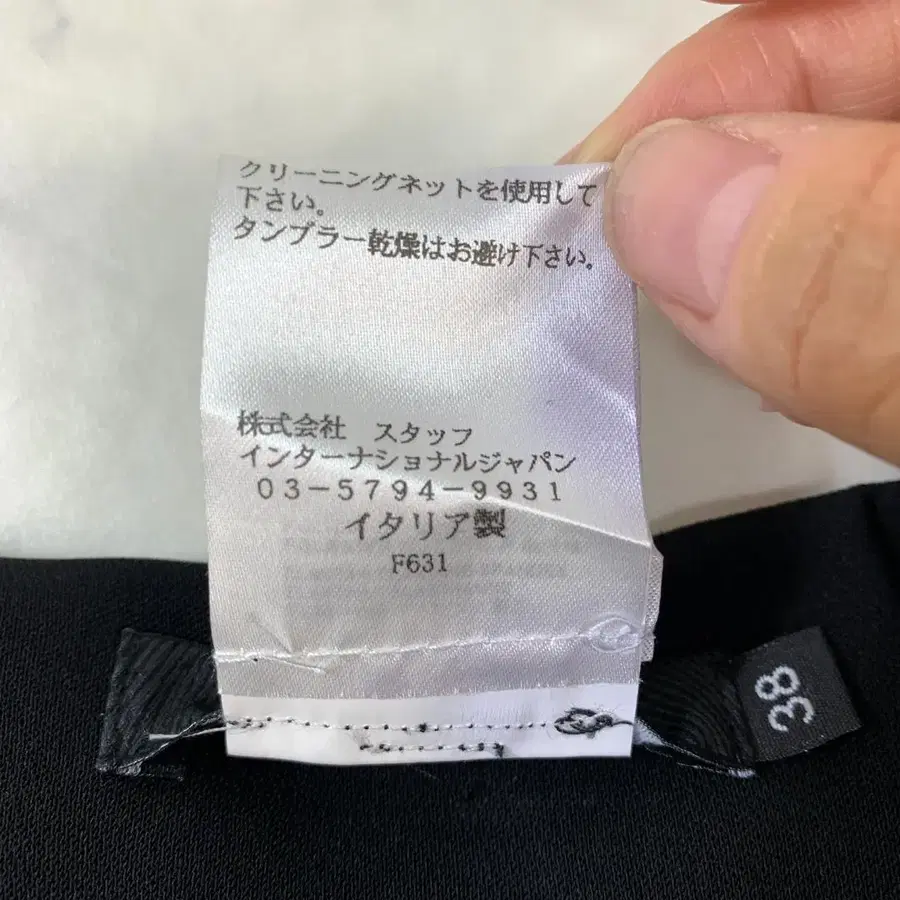 クリーニングネットを使用して
下さい。
タンブラー乾燥はお避け下さい。
株式会社　スタッフ
インターナショナルジャパン
０３－５７９４－９９３１
イタリア製
F631
38